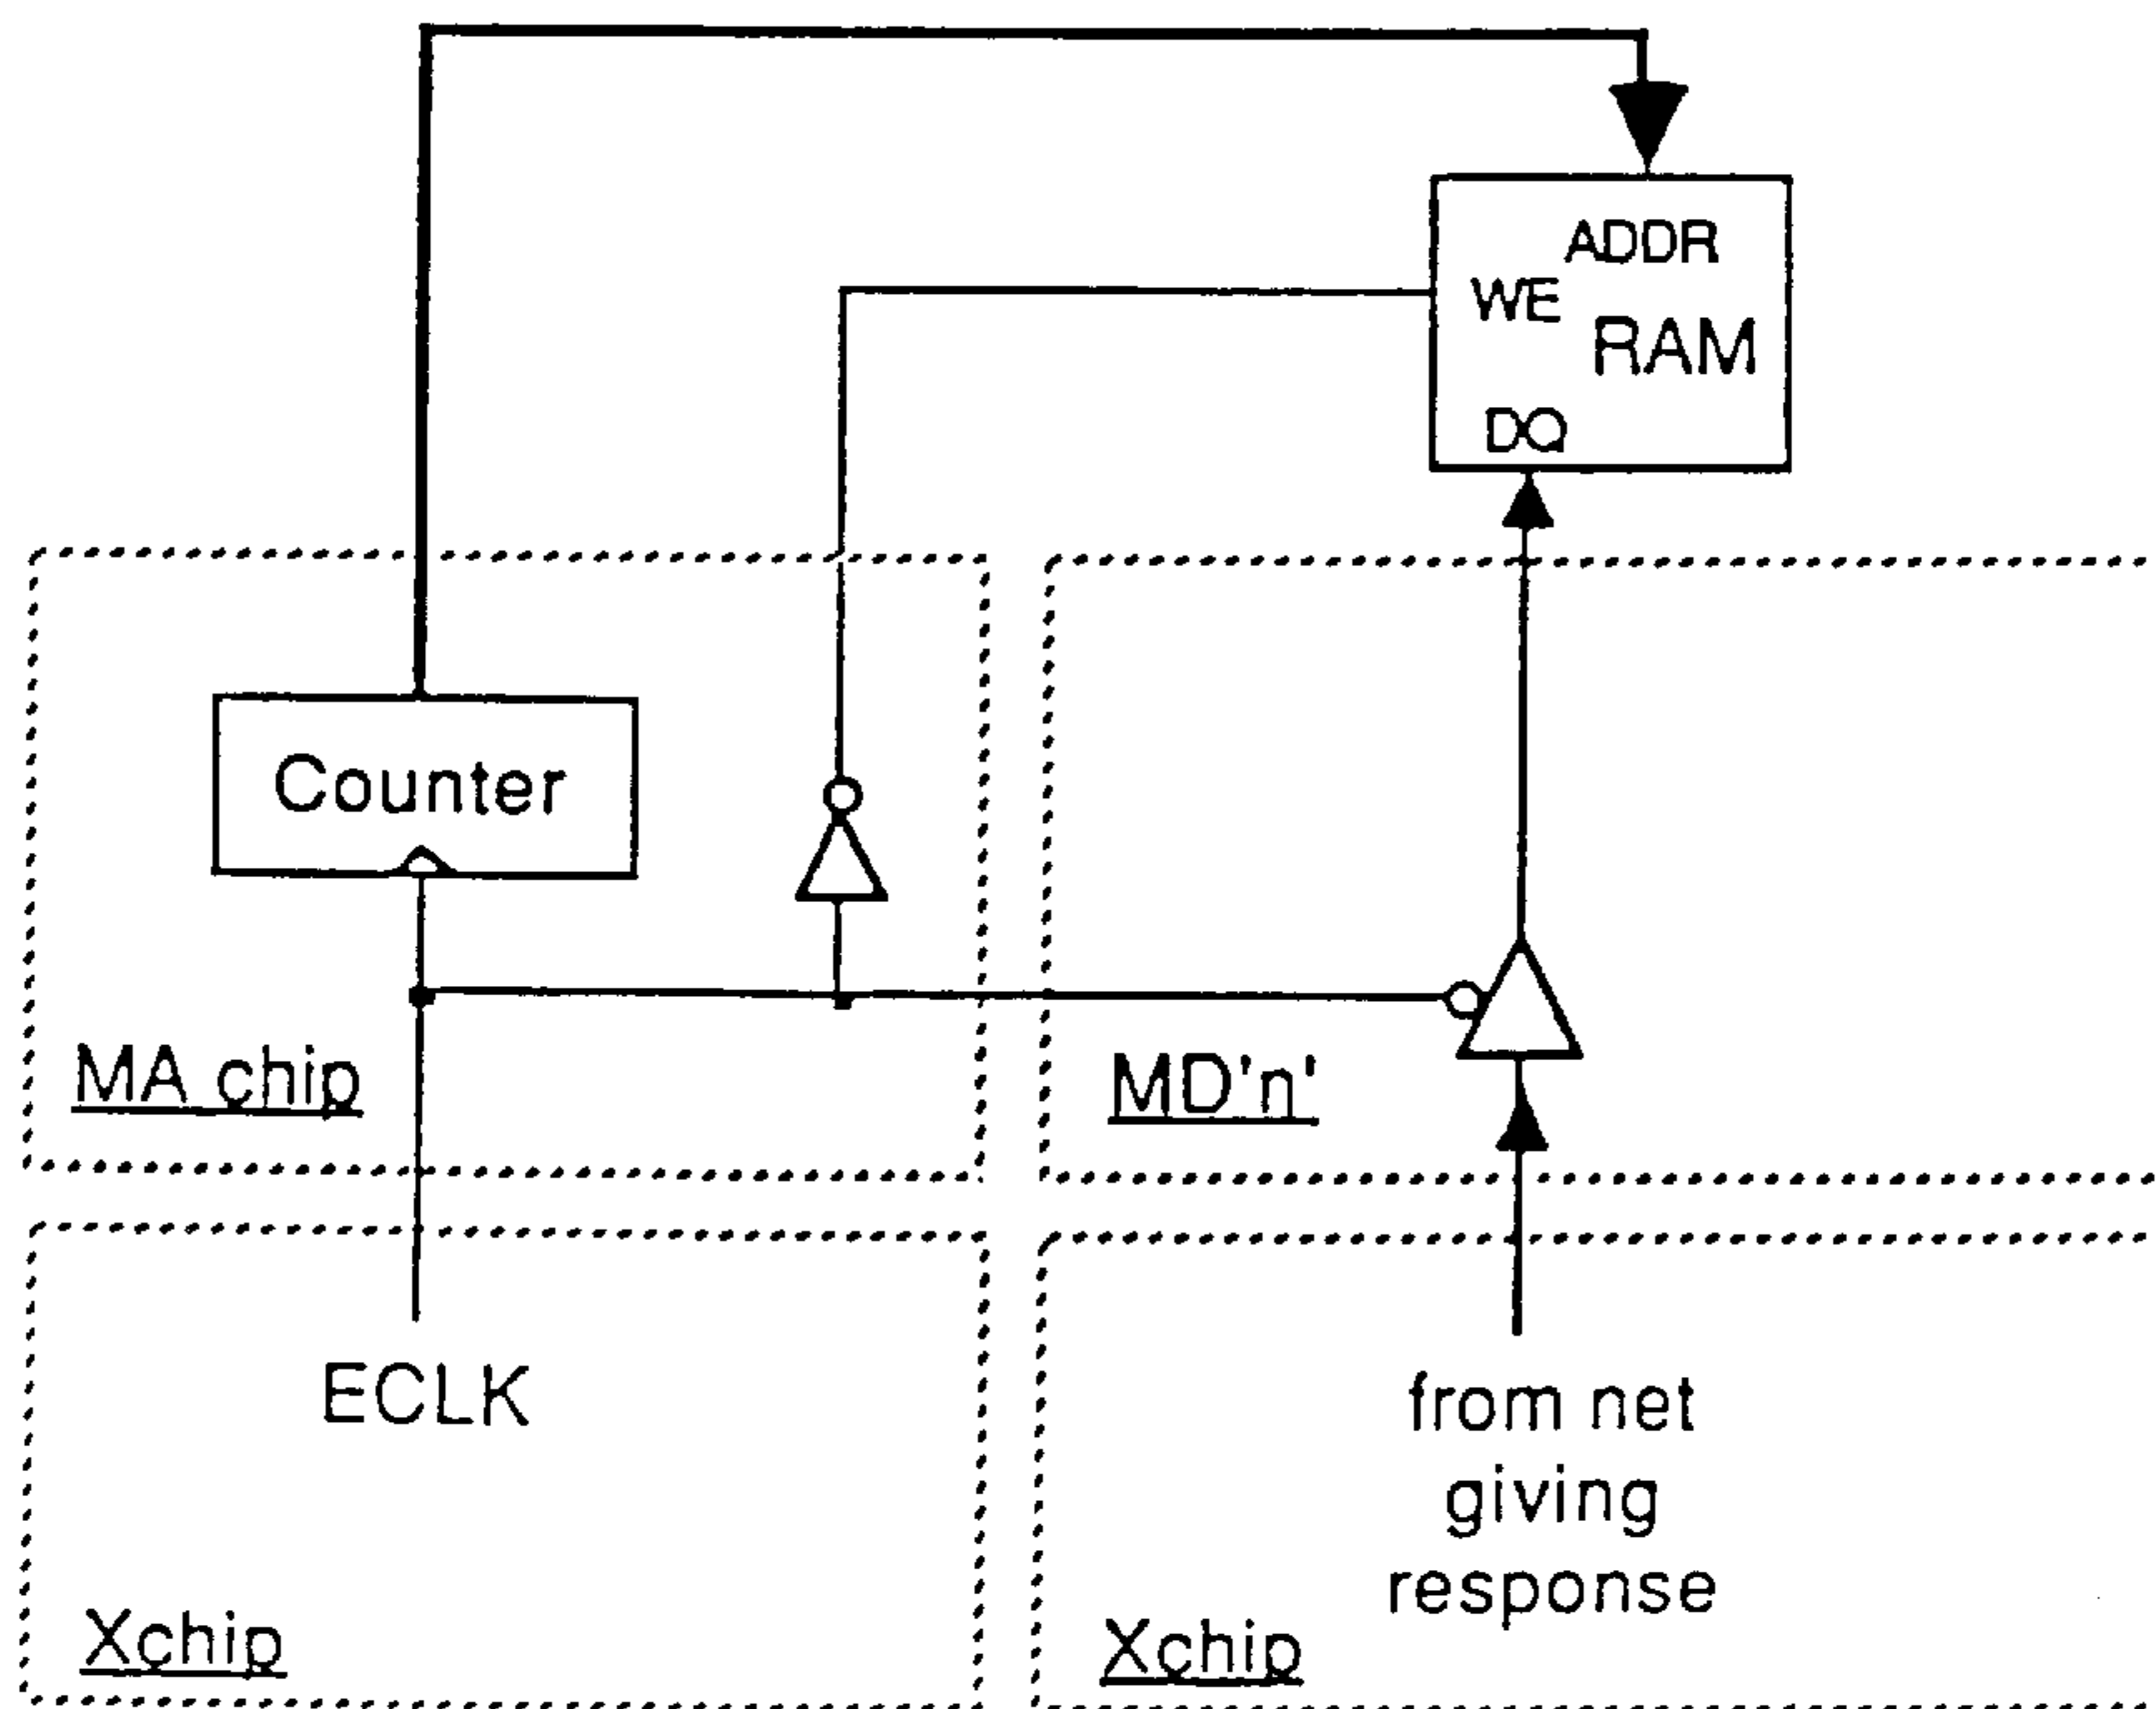 ADDR
WE
RAM
DQ
Counter
MA chip
MD'n'
ECLK
from net
giving
response
Xchip
Xchip